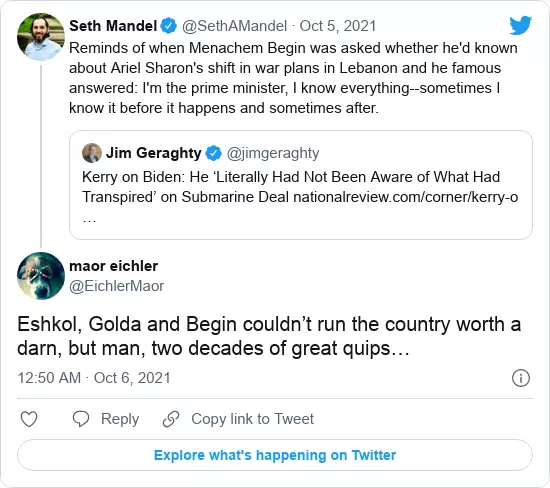 Seth Mandel @SethAMandel · Oct 5, 2021
Reminds of when Menachem Begin was asked whether he'd known
about Ariel Sharon's shift in war plans in Lebanon and he famous
answered: I'm the prime minister, I know everything--sometimes I
know it before it happens and sometimes after.
Jim Geraghty @jimgeraghty
Kerry on Biden: He ‘Literally Had Not Been Aware of What Had
Transpired’ on Submarine Deal nationalreview.com/corner/kerry-o
…
maor eichler
@EichlerMaor
Eshkol, Golda and Begin couldn’t run the country worth a
darn, but man, two decades of great quips…
12:50 AM · Oct 6, 2021
Reply Copy link to Tweet
Explore what's happening on Twitter